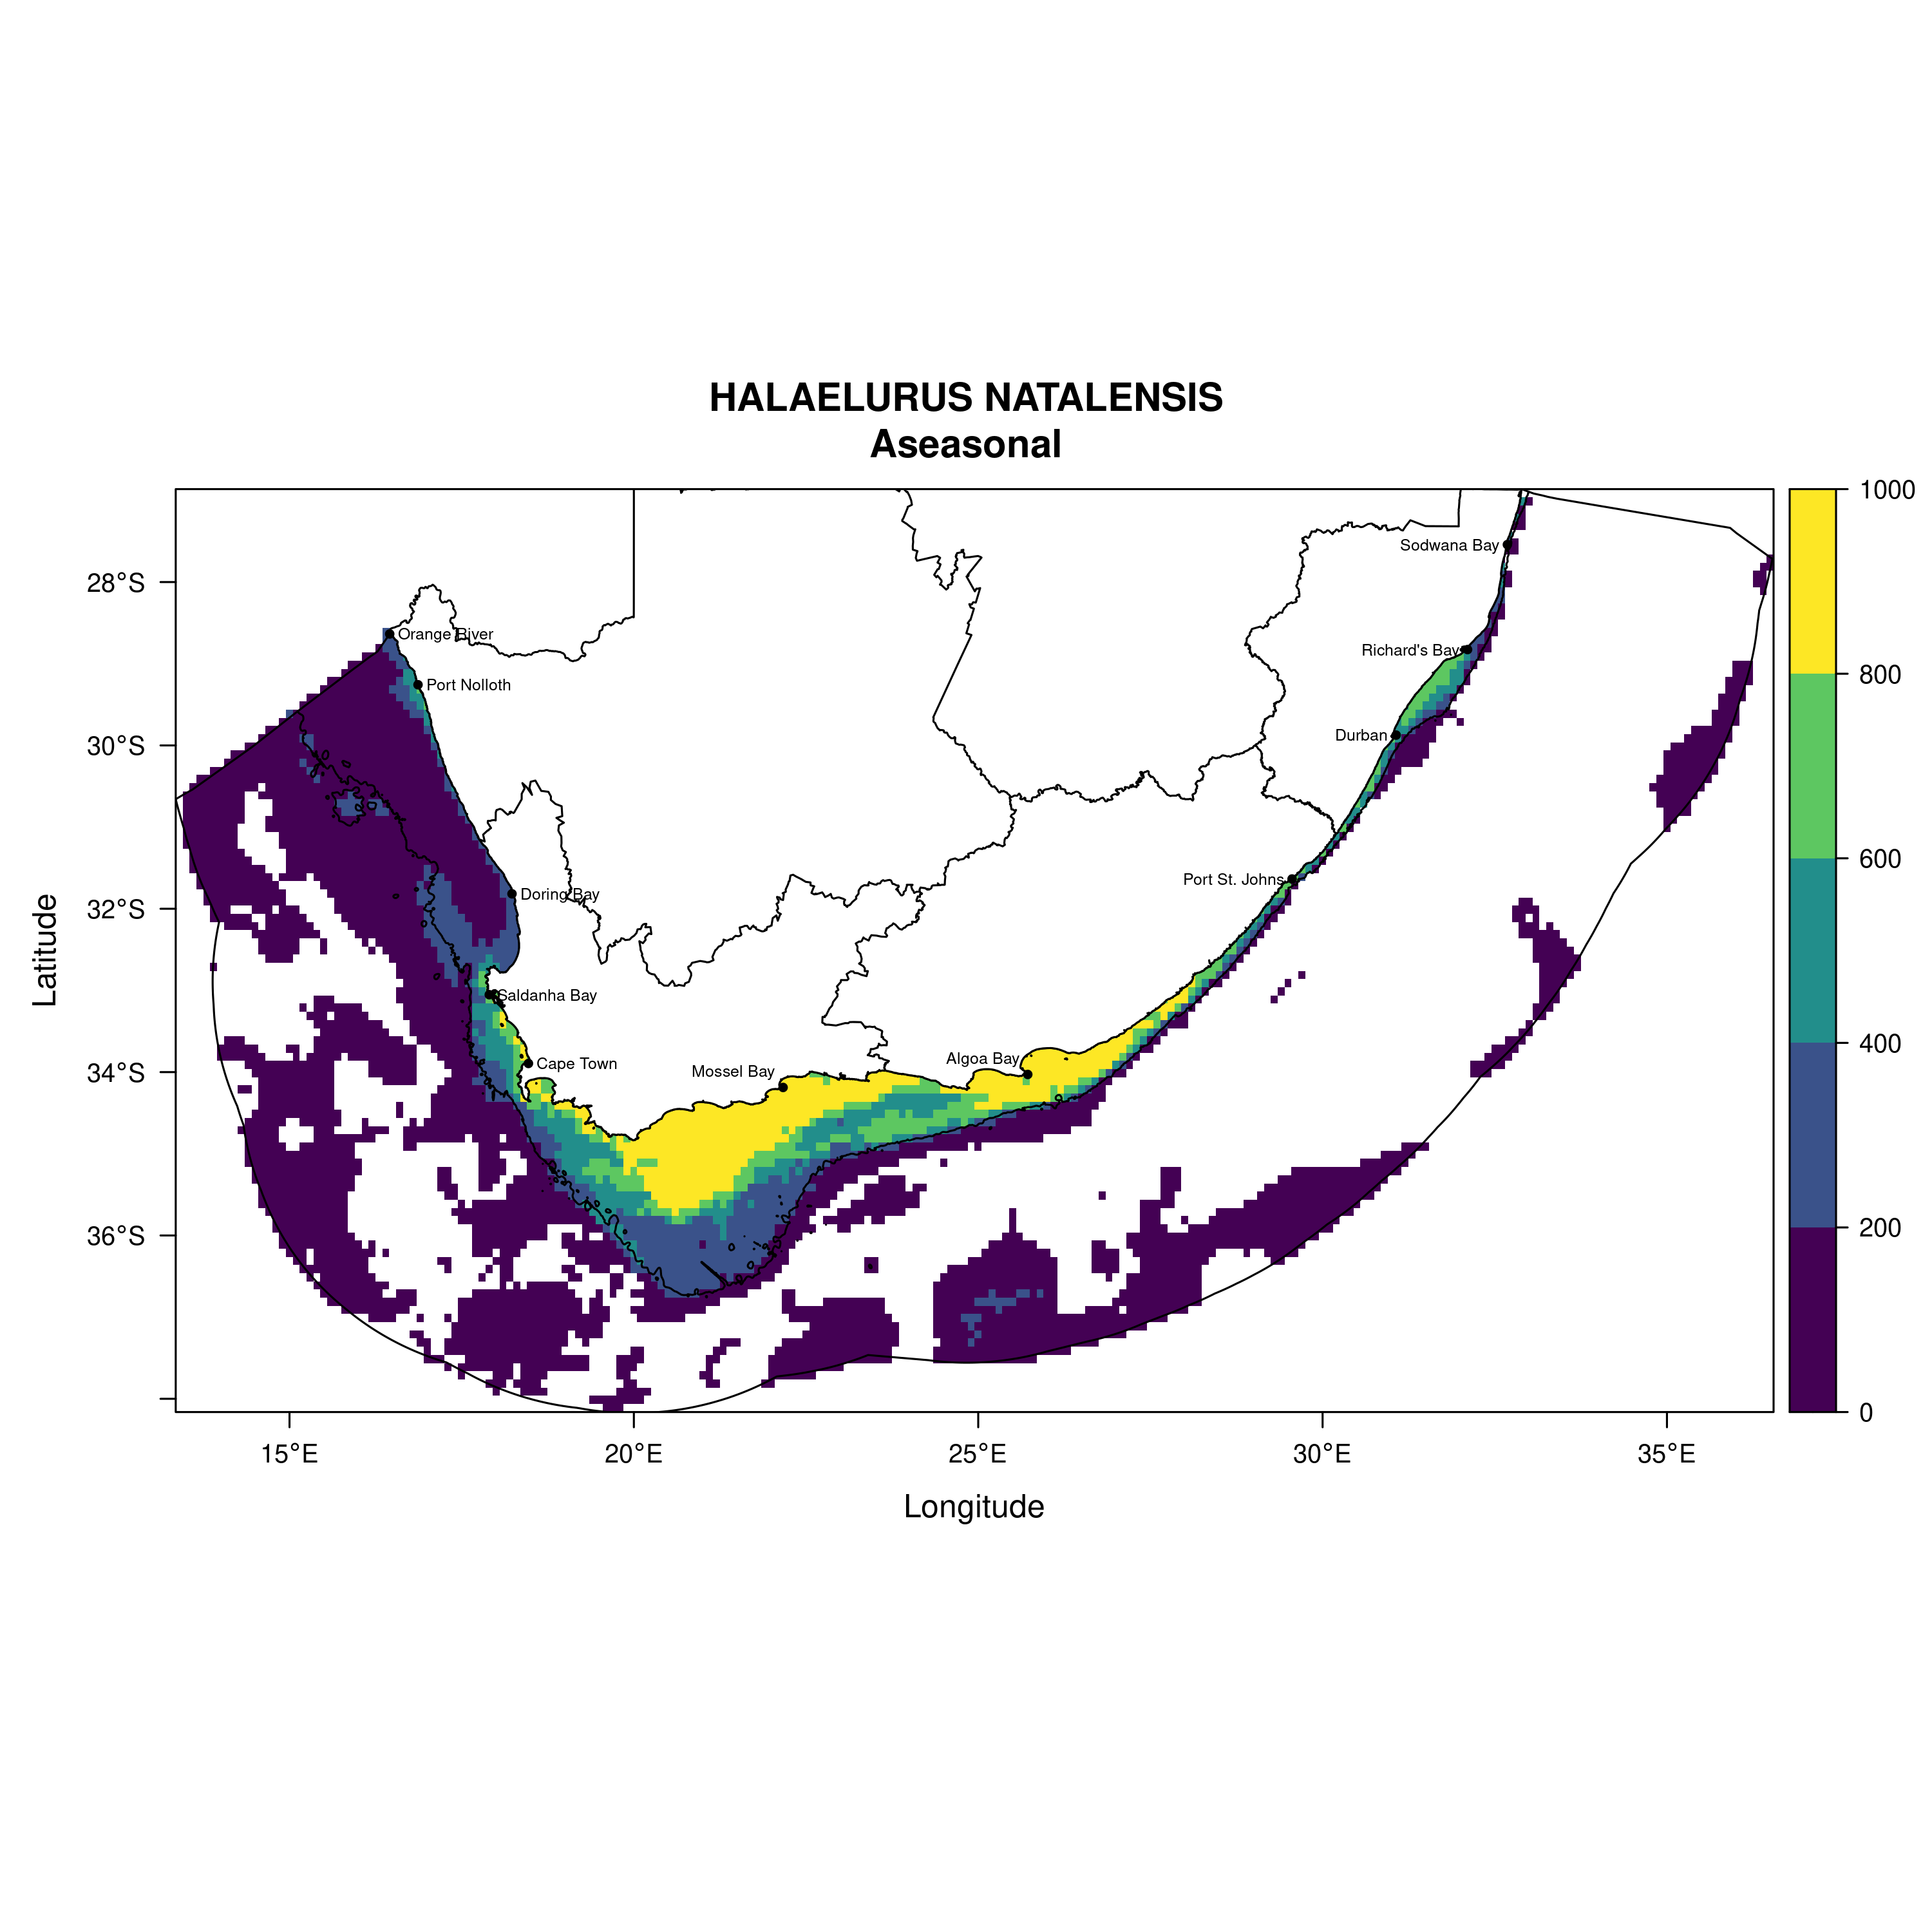 HALAELURUS NATALENSIS
Aseasonal
1000
800
600
400
200
0
28°S
30°S
32°S
34°S
36°S
Latitude
Sodwana Bay
Orange River
Richard's Bay
Port Nolloth
Durban
Port St. Johns
Doring Bay
Saldanha Bay
Cape Town
Mossel Bay
Algoa Bay
15°E
20°E
25°E
30°E
35°E
Longitude